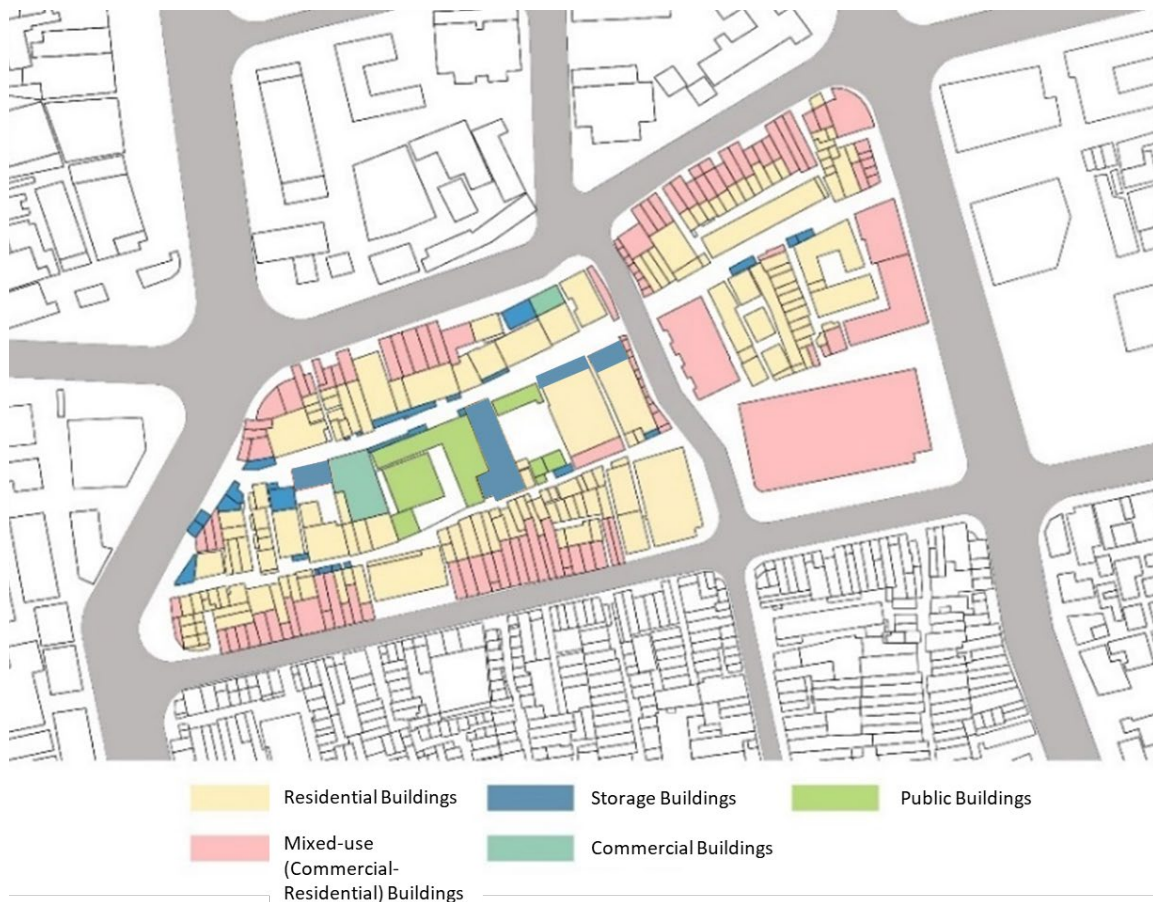 Residential Buildings
Storage Buildings
Public Buildings
Mixed-use
(Commercial-
Residential) Buildings
Commercial Buildings